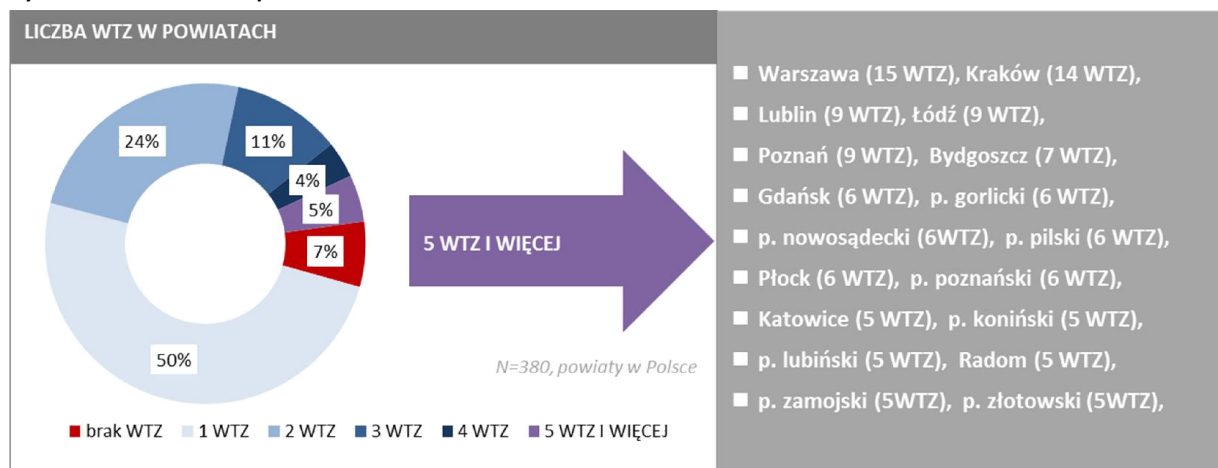 LICZBA WTZ W POWIATACH
24%
11%
4%
5%
7%
50%
5 WTZ I WIĘCEJ
N=380, powiaty w Polsce
brak WTZ 1 WTZ 2 WTZ 3 WTZ 4 WTZ 5 WTZ I WIĘCEJ
Warszawa (15 WTZ), Kraków (14 WTZ),
Lublin (9 WTZ), Łódź (9 WTZ),
Poznań (9 WTZ), Bydgoszcz (7 WTZ),
Gdańsk (6 WTZ), p. gorlicki (6 WTZ),
p. nowosądecki (6WTZ), p. pilski (6 WTZ),
Płock (6 WTZ), p. poznański (6 WTZ),
Katowice (5 WTZ), p. koniński (5 WTZ),
p. lubiński (5 WTZ), Radom (5 WTZ),
p. zamojski (5WTZ), p. złotowski (5WTZ),